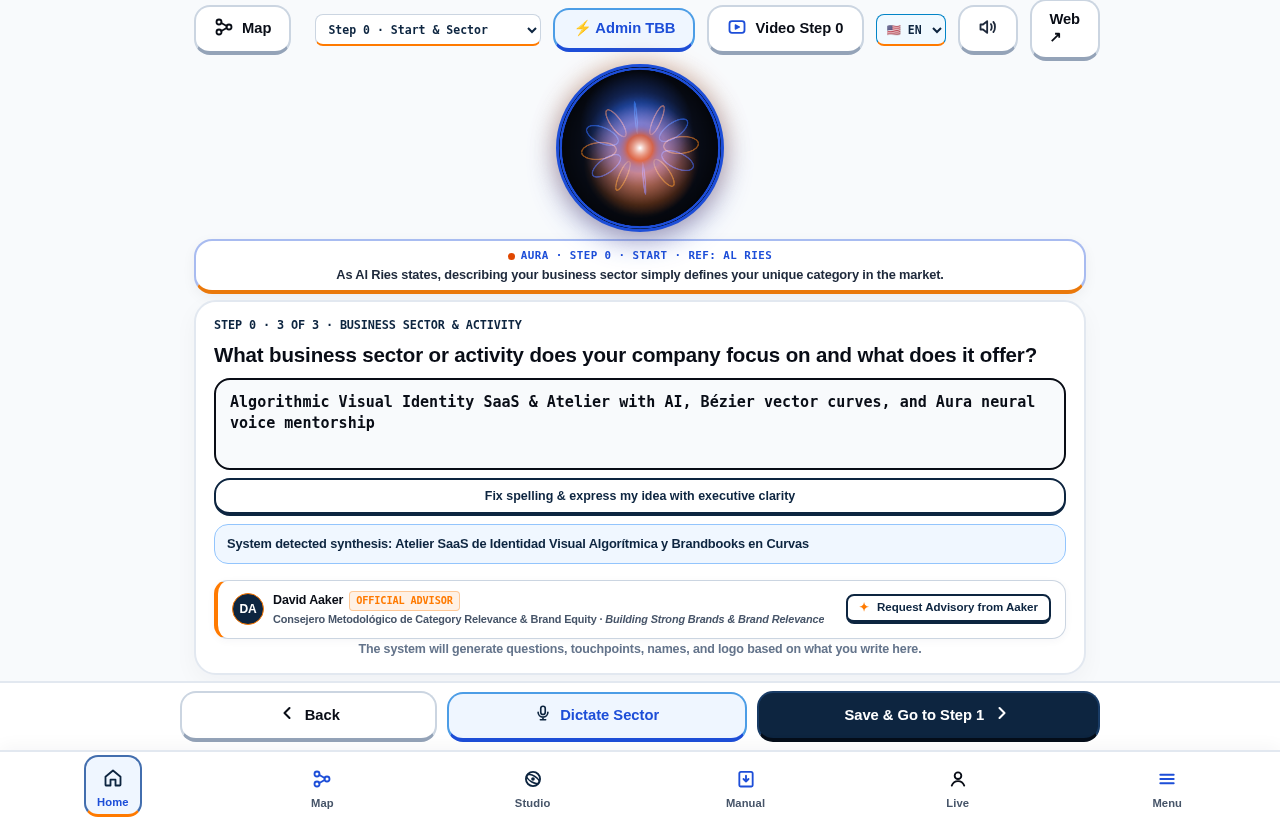 Map
Step 0 · Start & Sector
⚡ Admin TBB
Video Step 0
🇺🇸 EN
Web
↗
AURA · STEP 0 · START · REF: AL RIES
As Al Ries states, describing your business sector simply defines your unique category in the market.
STEP 0 · 3 OF 3 · BUSINESS SECTOR & ACTIVITY
What business sector or activity does your company focus on and what does it offer?
Algorithmic Visual Identity SaaS & Atelier with AI, Bézier vector curves, and Aura neural
voice mentorship
Fix spelling & express my idea with executive clarity
System detected synthesis: Atelier SaaS de Identidad Visual Algorítmica y Brandbooks en Curvas
DA
David Aaker OFFICIAL ADVISOR
Consejero Metodológico de Category Relevance & Brand Equity · Building Strong Brands & Brand Relevance
✦ Request Advisory from Aaker
The system will generate questions, touchpoints, names, and logo based on what you write here.
Back
Dictate Sector
Save & Go to Step 1
Home
Map
Studio
Manual
Live
Menu